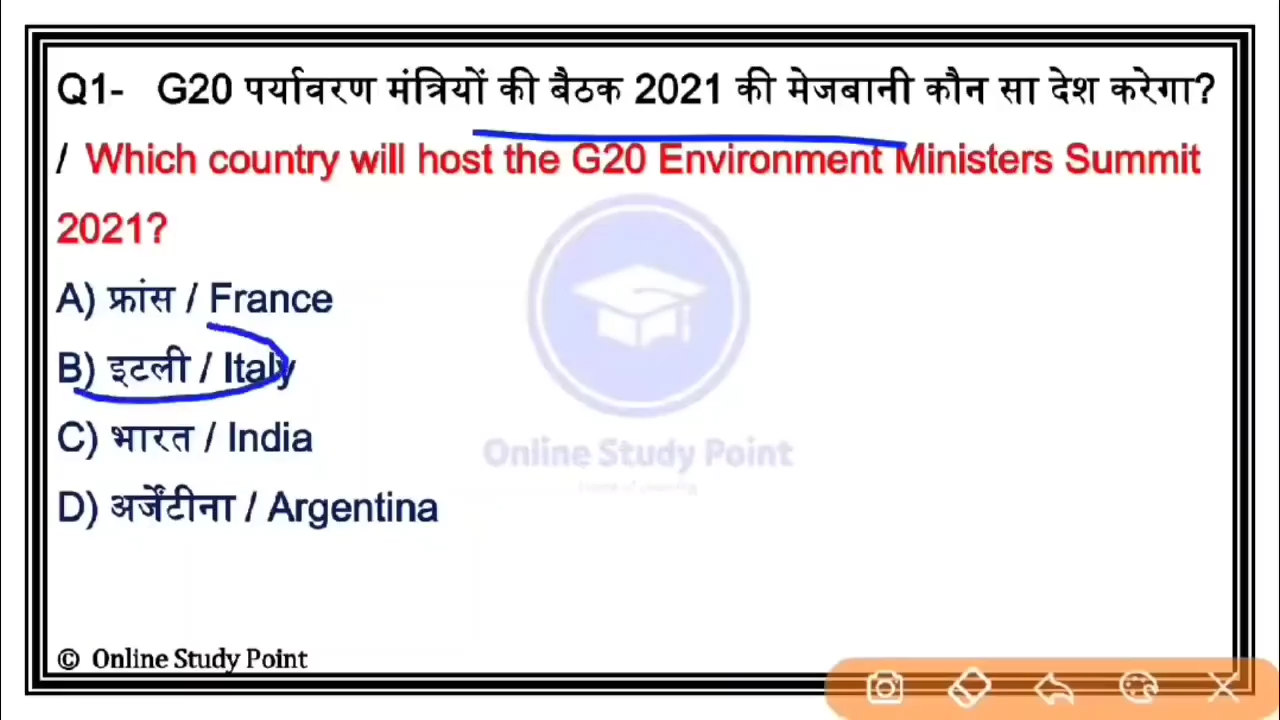 Q1- G20 पर्यावरण मंत्रियों की बैठक 2021 की मेजबानी कौन सा देश करेगा?
/ Which country will host the G20 Environment Ministers Summit
2021?
A) फ्रांस / France
B) इटली / Italy
C) भारत / India
D) अर्जेंटीना / Argentina
Online Study Point
© Online Study Point